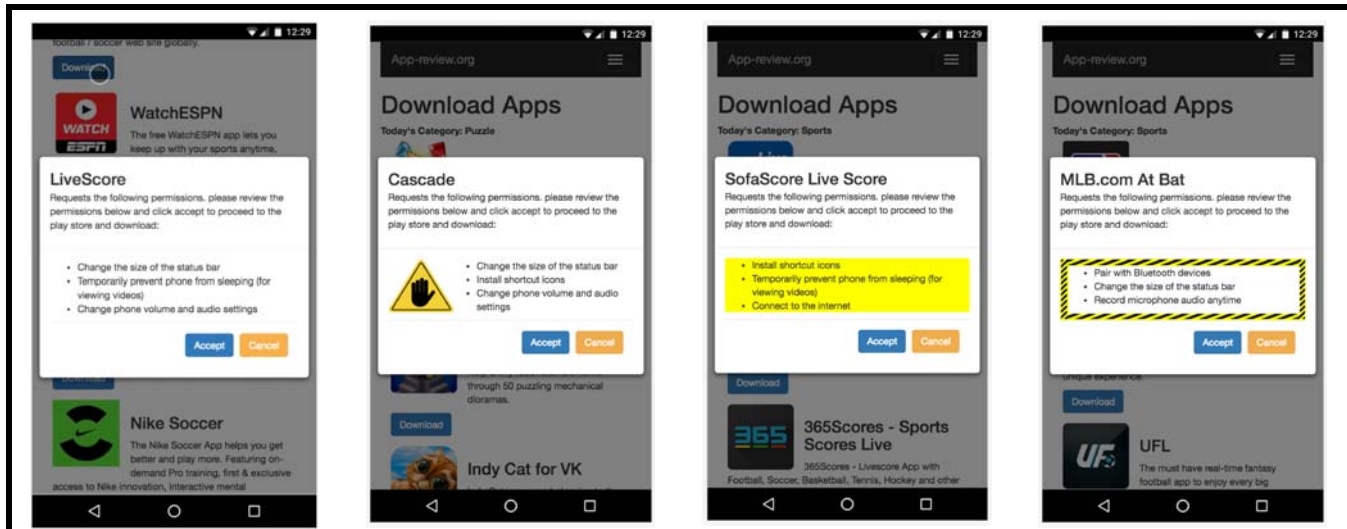 12:29
football / soccer web site globally.
Download
WATCH
ESPN
WatchESPN
The free WatchESPN app lets you
keep up with your sports anytime,
LiveScore
Requests the following permissions. please review the
permissions below and click accept to proceed to the
play store and download:
• Change the size of the status bar
• Temporarily prevent phone from sleeping (for
viewing videos)
• Change phone volume and audio settings
Accept
Cancel
Download
Nike Soccer
The Nike Soccer App helps you get
better and play more. Featuring on-
demand Pro training, first & exclusive
access to Nike innovation, Interactive mental
12:29
App-review.org
Download Apps
Today's Category: Puzzle
Cascade
Requests the following permissions. please review the
permissions below and click accept to proceed to the
play store and download:
• Change the size of the status bar
• Install shortcut icons
• Change phone volume and audio
settings
Accept
Cancel
through 50 puzzling mechanical
dioramas.
Download
Indy Cat for VK
12:29
App-review.org
Download Apps
Today's Category: Sports
Live
SofaScore Live Score
Requests the following permissions. please review the
permissions below and click accept to proceed to the
play store and download:
• Install shortcut icons
• Temporarily prevent phone from sleeping (for
viewing videos)
• Connect to the internet
Accept
Cancel
Download
365
365Scores - Sports
Scores Live
365Scores - Livescore App with
Football, Soccer, Basketball, Tennis, Hockey and other
12:29
App-review.org
Download Apps
Today's Category: Sports
MLB.com At Bat
Requests the following permissions. please review the
permissions below and click accept to proceed to the
play store and download:
• Pair with Bluetooth devices
• Change the size of the status bar
• Record microphone audio anytime
Accept
Cancel
unique experience.
Download
UF
UFL
The must have real-time fantasy
football app to enjoy every big